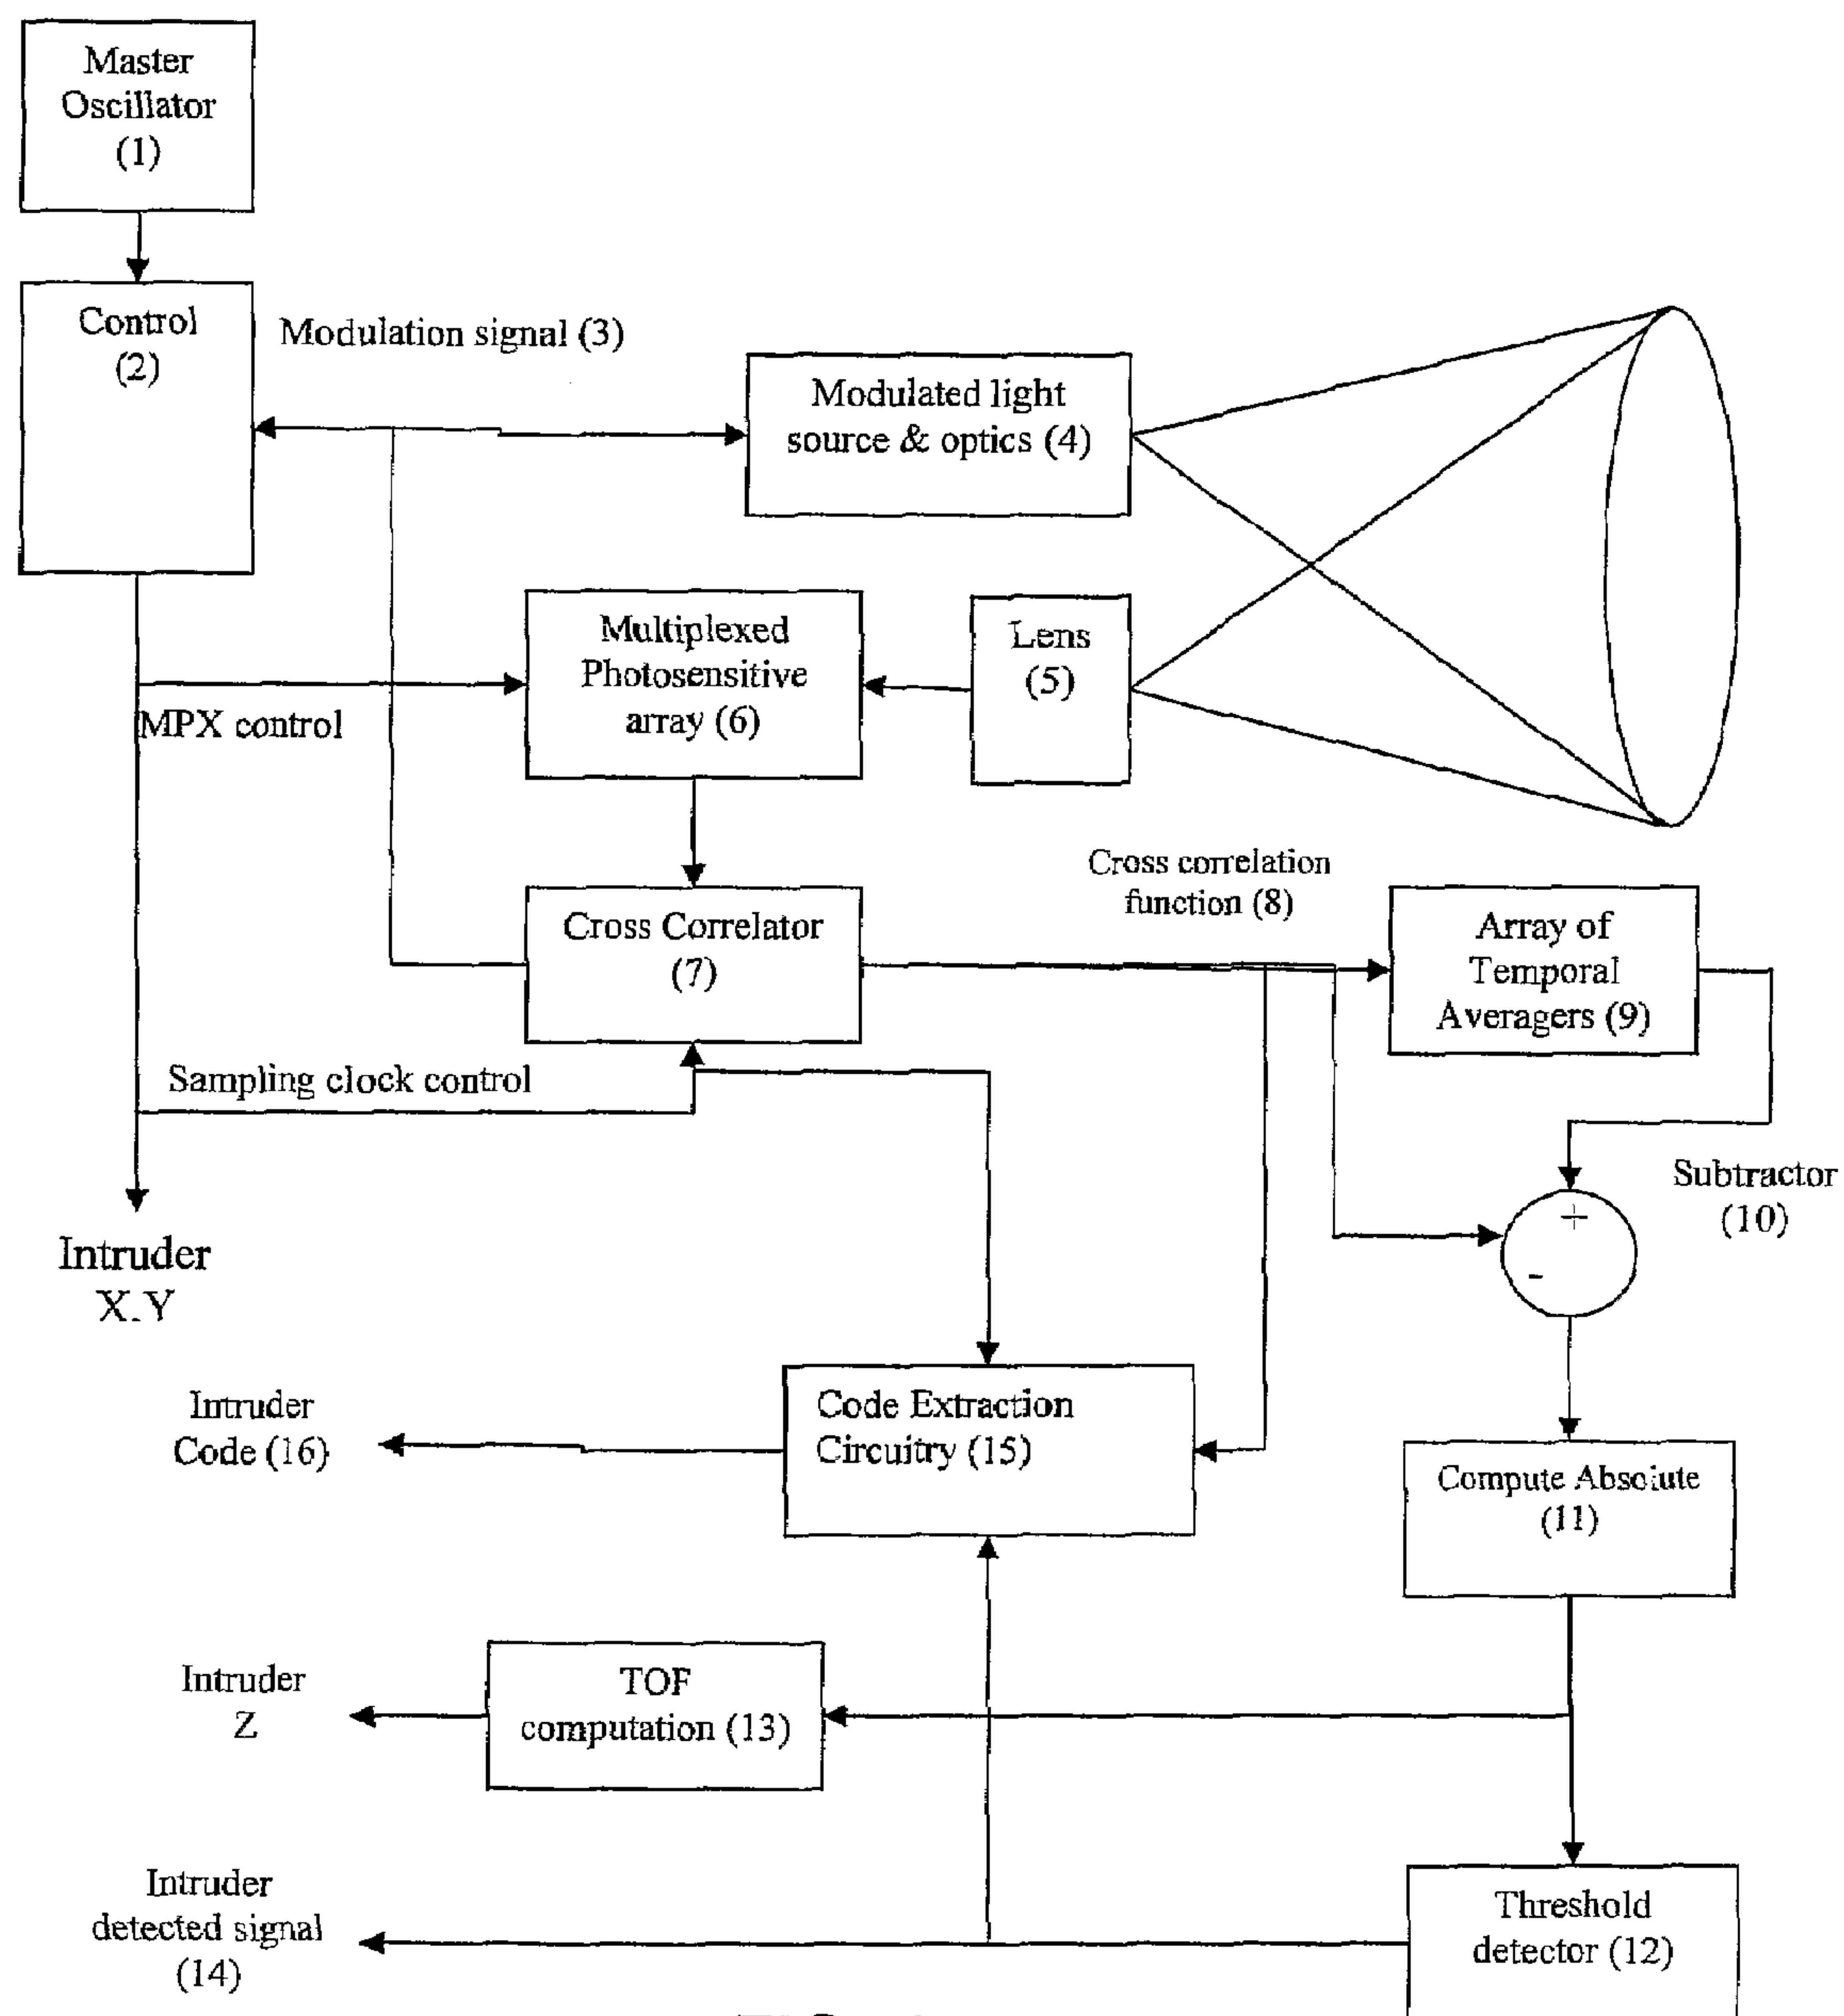 Master
Oscillator
(1)
Control
(2)
Modulation signal (3)
Modulated light
source & optics (4)
Multiplexed
Photosensitive
array (6)
Lens
(5)
MPX control
Cross correlation
function (8)
Cross Correlator
(7)
Array of
Temporal
Averagers (9)
Sampling clock control
Subtractor
(10)
+
-
Intruder
X,Y
Intruder
Code (16)
Code Extraction
Circuitry (15)
Compute Absolute
(11)
Intruder
Z
TOF
computation (13)
Intruder
detected signal
(14)
Threshold
detector (12)